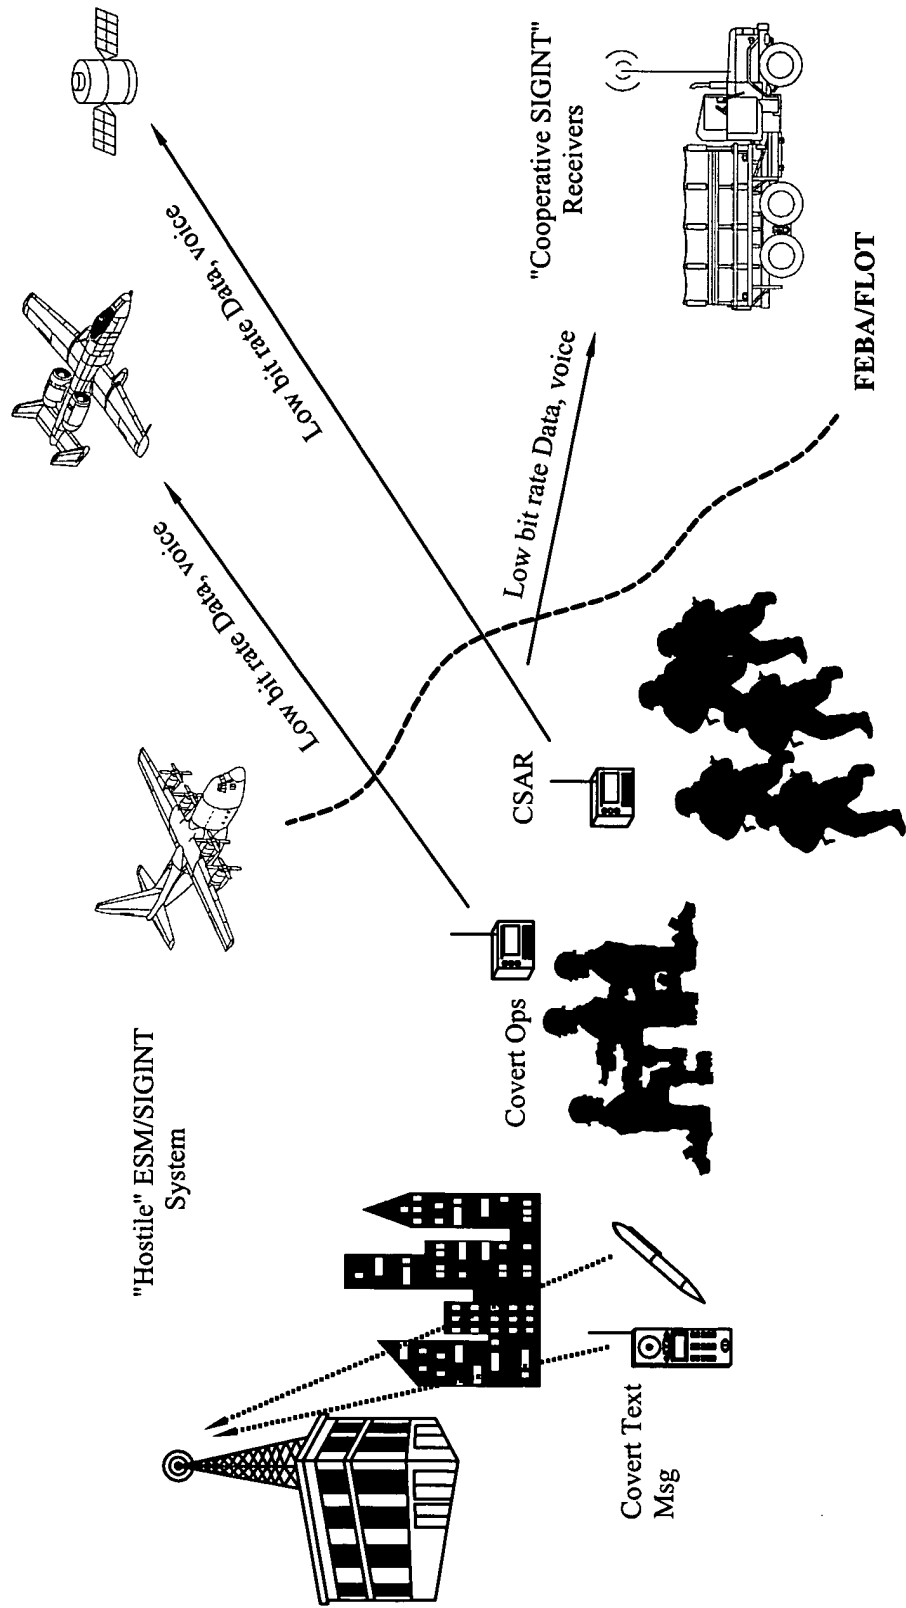 "Hostile" ESM/SIGINT
System
Low bit rate Data, voice
Low bit rate Data, voice
"Cooperative SIGINT"
Receivers
Low bit rate Data, voice
Covert Ops
CSAR
Covert Text
Msg
FEBA/FLOT